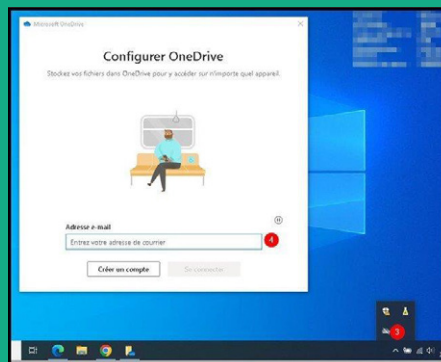 Microsoft OneDrive
Configurer OneDrive
Stockez vos fichiers dans OneDrive pour y accéder sur n'importe quel appareil.
Adresse e-mail
Entrez votre adresse de courrier
4
Créer un compte
Se connecter
3